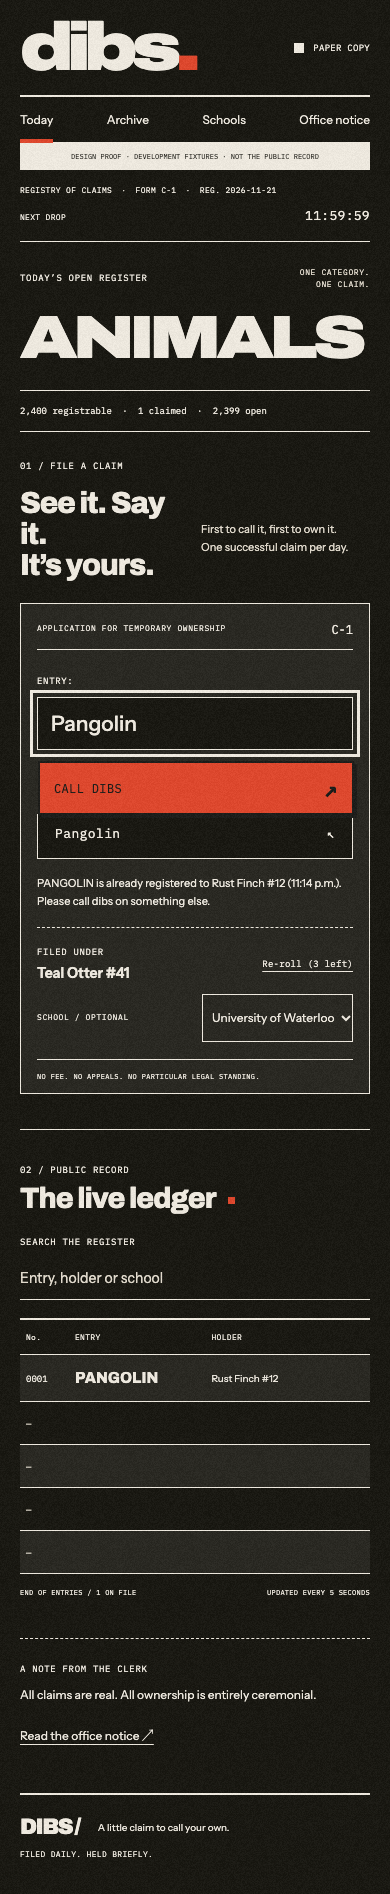 dibs.
PAPER COPY
Today Archive Schools Office notice
DESIGN PROOF · DEVELOPMENT FIXTURES · NOT THE PUBLIC RECORD
REGISTRY OF CLAIMS · FORM C-1 · REG. 2026-11-21
NEXT DROP 11:59:59
TODAY’S OPEN REGISTER
ONE CATEGORY.
ONE CLAIM.
ANIMALS
2,400 registrable · 1 claimed · 2,399 open
01 / FILE A CLAIM
See it. Say
it.
It’s yours.
First to call it, first to own it.
One successful claim per day.
APPLICATION FOR TEMPORARY OWNERSHIP C-1
ENTRY:
Pangolin
CALL DIBS ↗
Pangolin ↖
PANGOLIN is already registered to Rust Finch #12 (11:14 p.m.).
Please call dibs on something else.
FILED UNDER
Teal Otter #41
Re-roll (3 left)
SCHOOL / OPTIONAL University of Waterloo
NO FEE. NO APPEALS. NO PARTICULAR LEGAL STANDING.
02 / PUBLIC RECORD
The live ledger
SEARCH THE REGISTER
Entry, holder or school
No. ENTRY HOLDER
0001 PANGOLIN Rust Finch #12
—
—
—
—
END OF ENTRIES / 1 ON FILE UPDATED EVERY 5 SECONDS
A NOTE FROM THE CLERK
All claims are real. All ownership is entirely ceremonial.
Read the office notice ↗
DIBS/ A little claim to call your own.
FILED DAILY. HELD BRIEFLY.